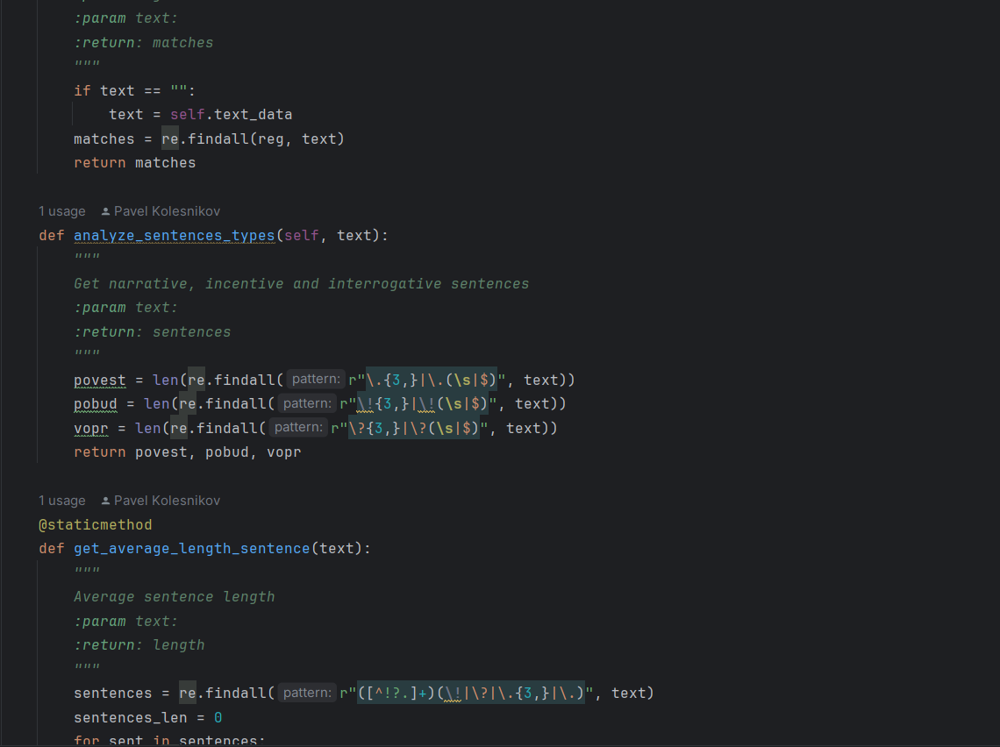 :param text:
:return: matches
"""
if text == "":
text = self.text_data
matches = re.findall(reg, text)
return matches
1 usage Pavel Kolesnikov
def analyze_sentences_types(self, text):
"""
Get narrative, incentive and interrogative sentences
:param text:
:return: sentences
"""
povest = len(re.findall( pattern: r"\.{3,}|\.(\s|$)", text))
pobud = len(re.findall( pattern: r"\!{3,}|\!(\s|$)", text))
vopr = len(re.findall( pattern: r"\?{3,}|\?(\s|$)", text))
return povest, pobud, vopr
1 usage Pavel Kolesnikov
@staticmethod
def get_average_length_sentence(text):
"""
Average sentence length
:param text:
:return: length
"""
sentences = re.findall( pattern: r"([^!?.]+)(\!|\?|\.{3,}|\.)", text)
sentences_len = 0
for sent in sentences: